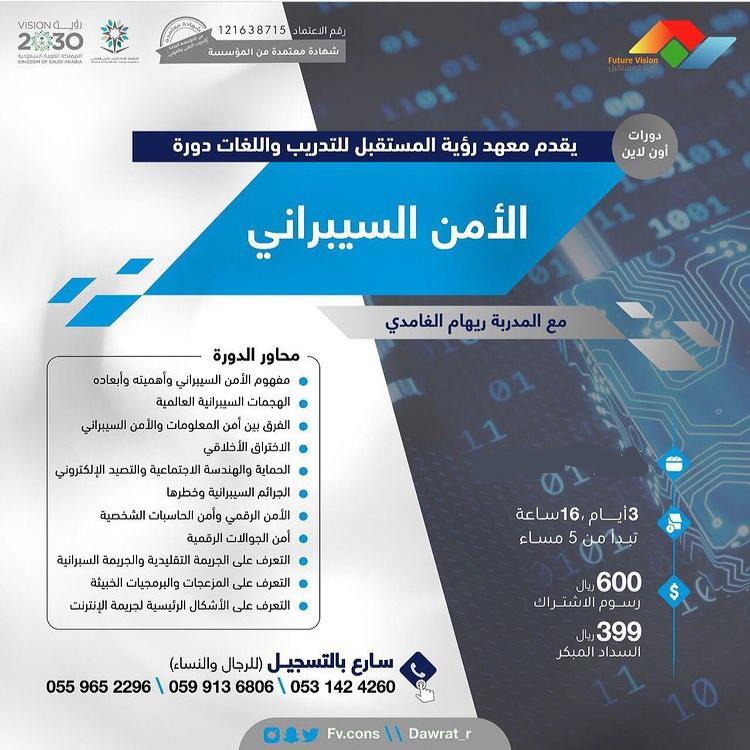 رؤيــة VISION
2030
المملكة العربية السعودية
KINGDOM OF SAUDI ARABIA
شهادة معتمدة
رقم الاعتماد 121638715
شهادة معتمدة من المؤسسة
Future Vision
رؤية المستقبل
دورات
أون لاين
يقدم معهد رؤية المستقبل للتدريب واللغات دورة
الأمن السيبراني
مع المدربة ريهام الغامدي
محاور الدورة
مفهوم الأمن السيبراني وأهميته وأبعاده
الهجمات السيبرانية العالمية
الفرق بين أمن المعلومات والأمن السيبراني
الاختراق الأخلاقي
الحماية والهندسة الاجتماعية والتصيد الإلكتروني
الجرائم السيبرانية وخطرها
الأمن الرقمي وأمن الحاسبات الشخصية
أمن الجوالات الرقمية
التعرف على الجريمة التقليدية والجريمة السبرانية
التعرف على المزعجات والبرمجيات الخبيثة
التعرف على الأشكال الرئيسية لجريمة الإنترنت
3أيـــام ،16ساعة
تبدأ من 5 مساء
600 ريال
رسوم الاشتراك
399 ريال
السداد المبكر
سارع بالتسجيل (للرجال والنساء)
055 965 2296 \ 059 913 6806 \ 053 142 4260
Fv.cons \\ Dawrat_r